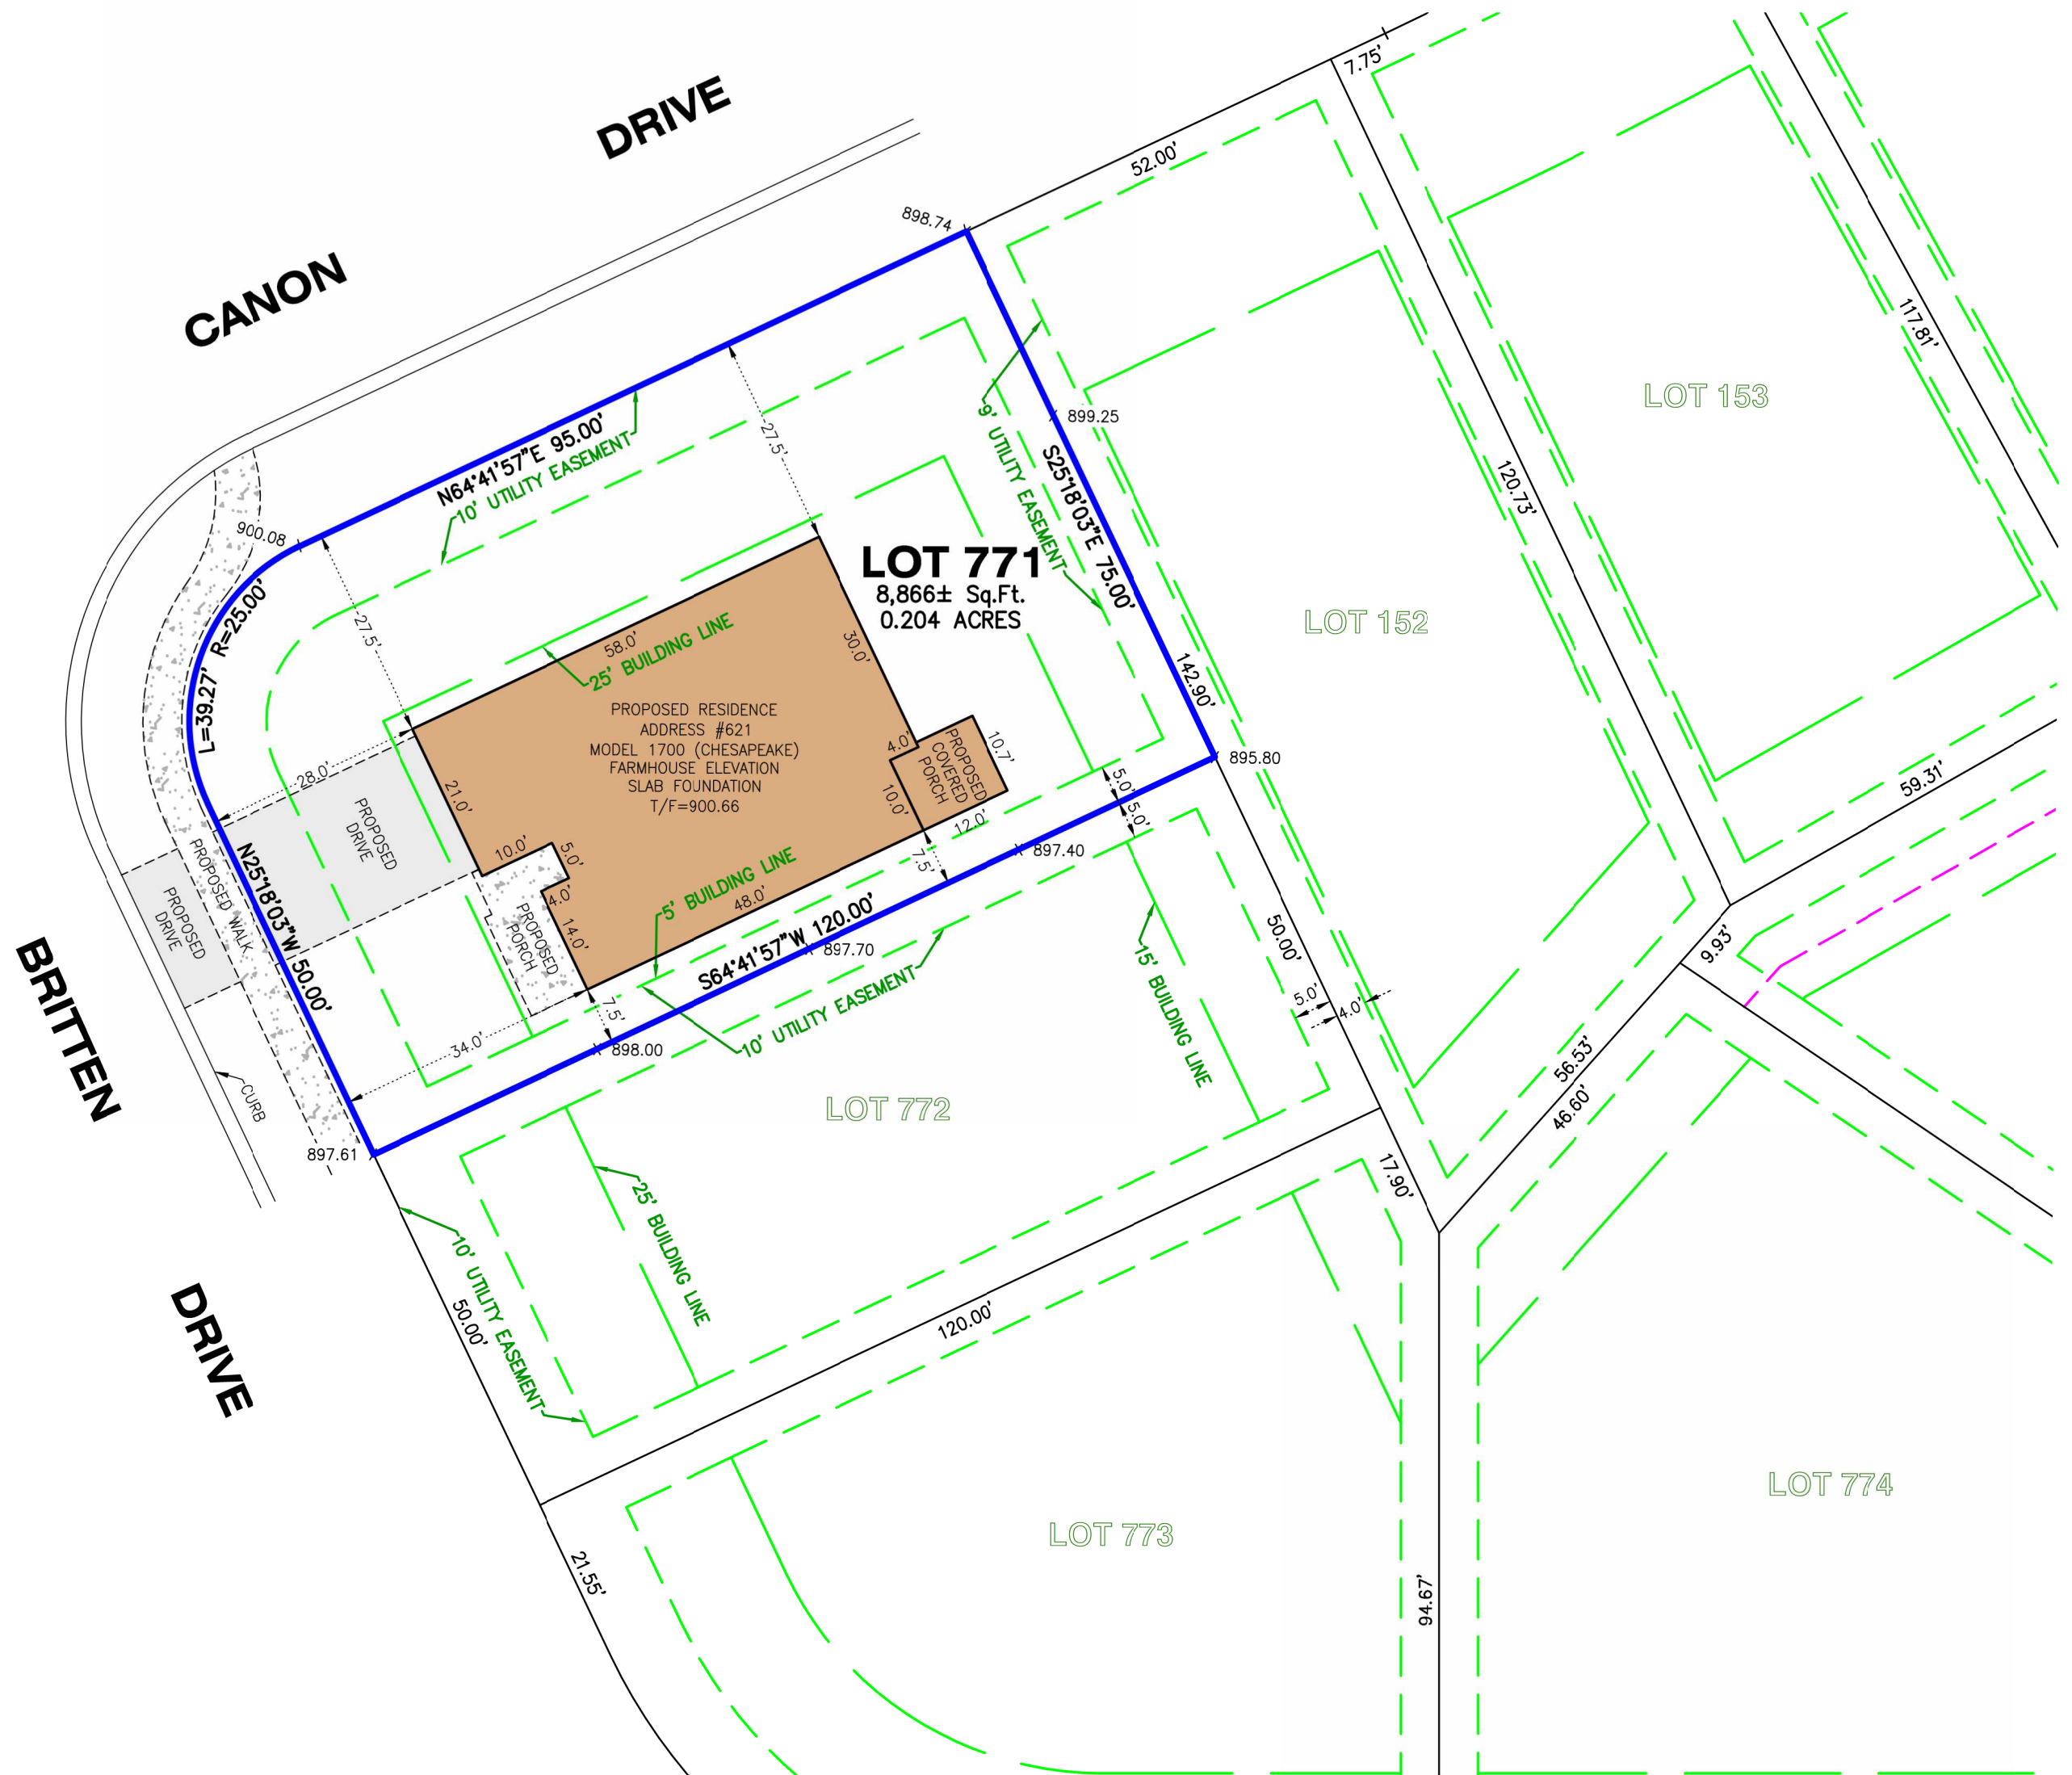 CANON
DRIVE
BRITTEN
DRIVE
7.75'
52.00'
898.74
117.81'
LOT 153
120.73'
899.25
27.5'
9' UTILITY EASEMENT
S25°18'03"E 75.00'
N64°41'57"E 95.00'
10' UTILITY EASEMENT
900.08
LOT 771
8,866± Sq.Ft.
0.204 ACRES
LOT 152
L=39.27' R=25.00'
27.5'
58.0'
25' BUILDING LINE
30.0'
142.90'
PROPOSED RESIDENCE
ADDRESS #621
MODEL 1700 (CHESAPEAKE)
FARMHOUSE ELEVATION
SLAB FOUNDATION
T/F=900.66
4.0'
PROPOSED
COVERED
PORCH
10.7'
10.0'
12.0'
895.80
59.31'
28.0'
21.0'
PROPOSED
DRIVE
5.0'
5.0'
10.0'
5.0'
4.0'
14.0'
PROPOSED
PORCH
48.0'
5' BUILDING LINE
7.5'
897.40
PROPOSED WALK
PROPOSED
DRIVE
N25°18'03"W 50.00'
S64°41'57"W 120.00'
897.70
10' UTILITY EASEMENT
15' BUILDING LINE
50.00'
5.0'
4.0'
9.93'
34.0'
7.5'
898.00
CURB
897.61
LOT 772
56.53'
46.60'
17.90'
25' BUILDING LINE
10' UTILITY EASEMENT
50.00'
120.00'
21.55'
LOT 773
LOT 774
94.67'